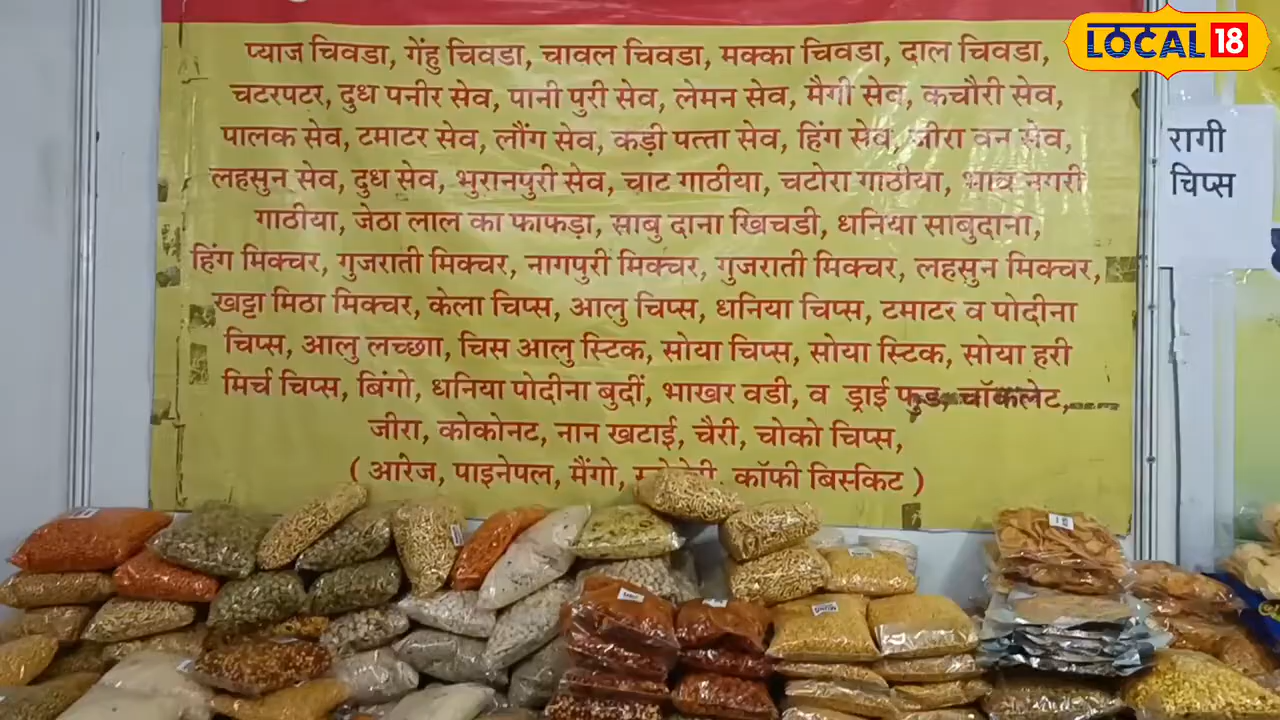 LOCAL 18
प्याज चिवडा, गेंहु चिवडा, चावल चिवडा, मक्का चिवडा, दाल चिवडा,
चटरपटर, दुध पनीर सेव, पानी पुरी सेव, लेमन सेव, मैगी सेव, कचौरी सेव,
पालक सेव, टमाटर सेव, लौंग सेव, कड़ी पत्ता सेव, हिंग सेव, जीरा वन सेव,
लहसुन सेव, दुध सेव, भुरानपुरी सेव, चाट गाठीया, चटोरा गाठीया, भाव नगरी
गाठीया, जेठा लाल का फाफड़ा, साबु दाना खिचडी, धनिया साबुदाना,
हिंग मिक्चर, गुजराती मिक्चर, नागपुरी मिक्चर, गुजराती मिक्चर, लहसुन मिक्चर,
खट्टा मिठा मिक्चर, केला चिप्स, आलु चिप्स, धनिया चिप्स, टमाटर व पोदीना
चिप्स, आलु लच्छाा, चिस आलु स्टिक, सोया चिप्स, सोया स्टिक, सोया हरी
मिर्च चिप्स, बिंगो, धनिया पोदीना बुदीं, भाखर वडी, व ड्राई फुड, चॉकलेट,
जीरा, कोकोनट, नान खटाई, चैरी, चोको चिप्स,
( आरेज, पाइनेपल, मैंगो, कॉफी बिस्किट )
रागी
चिप्स